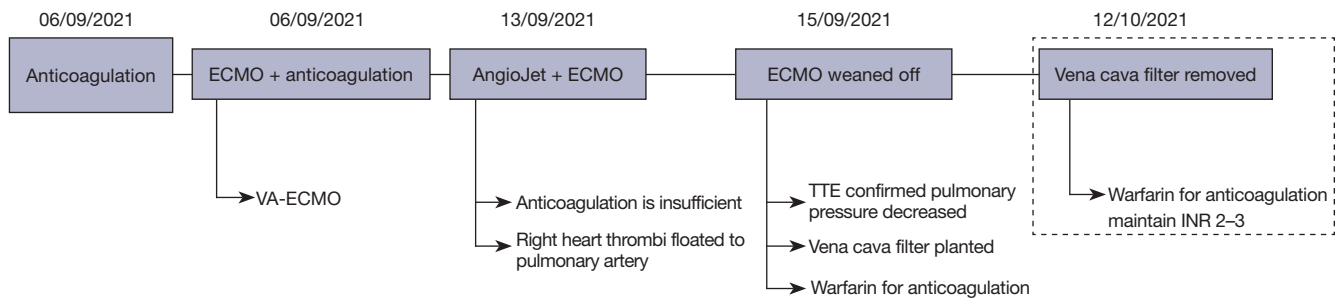 06/09/2021
06/09/2021
13/09/2021
15/09/2021
12/10/2021
Anticoagulation
ECMO + anticoagulation
AngioJet + ECMO
ECMO weaned off
Vena cava filter removed
VA-ECMO
Anticoagulation is insufficient
Right heart thrombi floated to
pulmonary artery
TTE confirmed pulmonary
pressure decreased
Vena cava filter planted
Warfarin for anticoagulation
Warfarin for anticoagulation
maintain INR 2–3